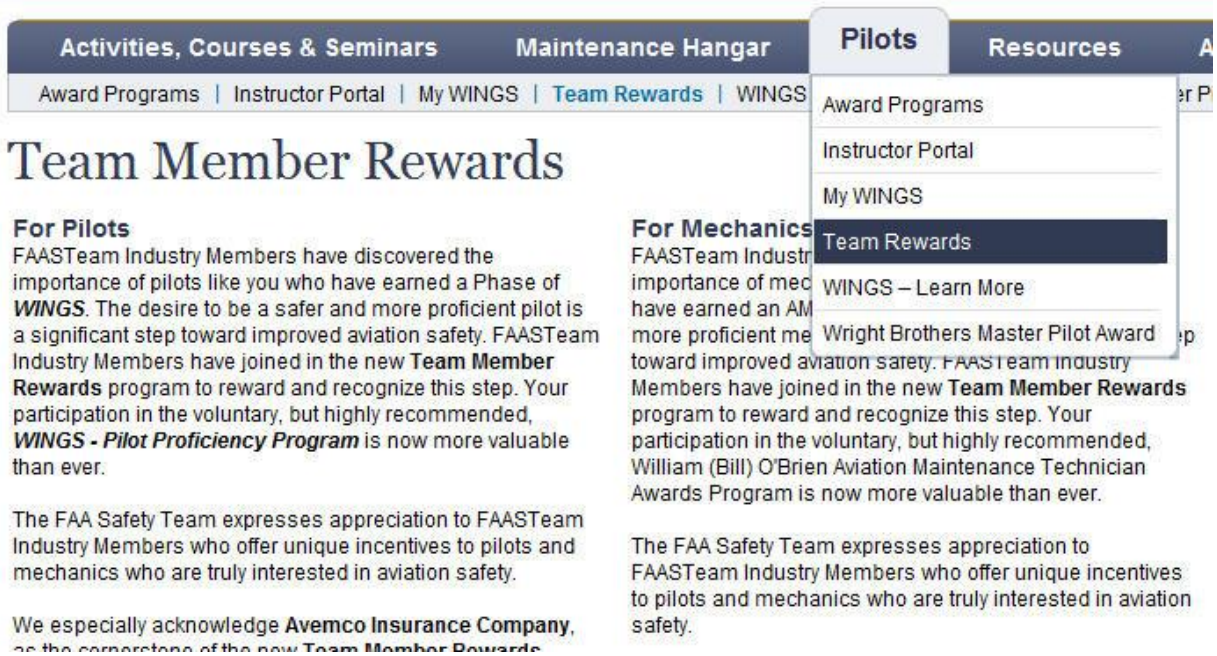 Activities, Courses & Seminars Maintenance Hangar Pilots Resources A
Award Programs | Instructor Portal | My WINGS | Team Rewards | WINGS
Award Programs
Instructor Portal
My WINGS
Team Rewards
WINGS – Learn More
Wright Brothers Master Pilot Award
Team Member Rewards
For Pilots
FAASTeam Industry Members have discovered the
importance of pilots like you who have earned a Phase of
WINGS. The desire to be a safer and more proficient pilot is
a significant step toward improved aviation safety. FAASTeam
Industry Members have joined in the new Team Member
Rewards program to reward and recognize this step. Your
participation in the voluntary, but highly recommended,
WINGS - Pilot Proficiency Program is now more valuable
than ever.
The FAA Safety Team expresses appreciation to FAASTeam
Industry Members who offer unique incentives to pilots and
mechanics who are truly interested in aviation safety.
We especially acknowledge Avemco Insurance Company,
as the cornerstone of the new Team Member Rewards
For Mechanics
FAASTeam Industr
importance of mec
have earned an AM
more proficient me ep
toward improved aviation safety. FAASTeam Industry
Members have joined in the new Team Member Rewards
program to reward and recognize this step. Your
participation in the voluntary, but highly recommended,
William (Bill) O'Brien Aviation Maintenance Technician
Awards Program is now more valuable than ever.
The FAA Safety Team expresses appreciation to
FAASTeam Industry Members who offer unique incentives
to pilots and mechanics who are truly interested in aviation
safety.